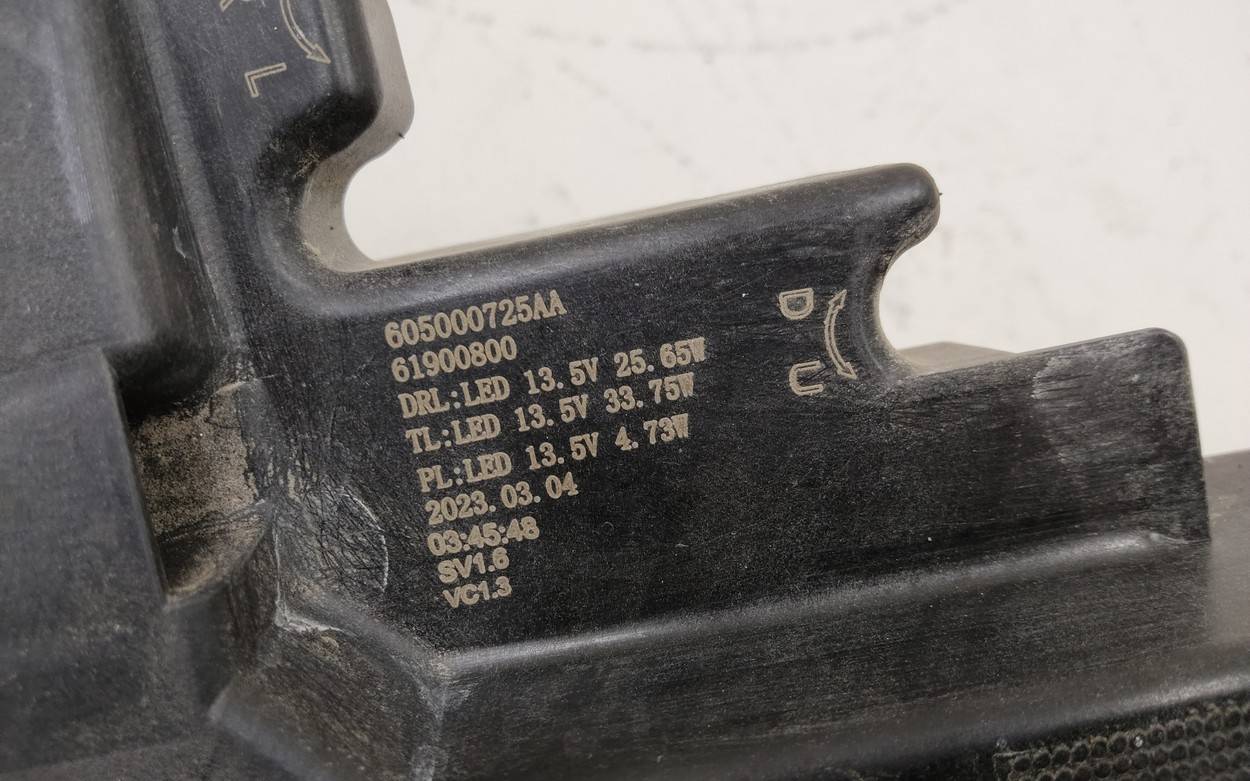 L
605000725AA
61900800
DRL:LED 13.5V 25.65W
TL:LED 13.5V 33.75W
PL:LED 13.5V 4.73W
2023.03.04
03:45:48
SV1.6
VC1.3
D
U